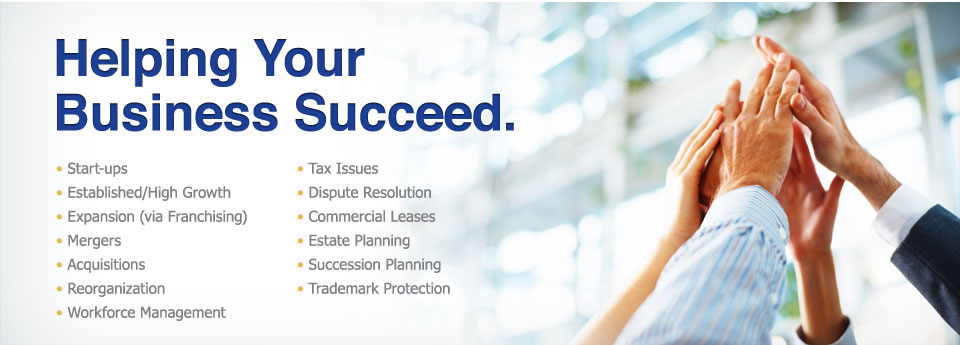 Helping Your
Business Succeed.
• Start-ups
• Established/High Growth
• Expansion (via Franchising)
• Mergers
• Acquisitions
• Reorganization
• Workforce Management
• Tax Issues
• Dispute Resolution
• Commercial Leases
• Estate Planning
• Succession Planning
• Trademark Protection